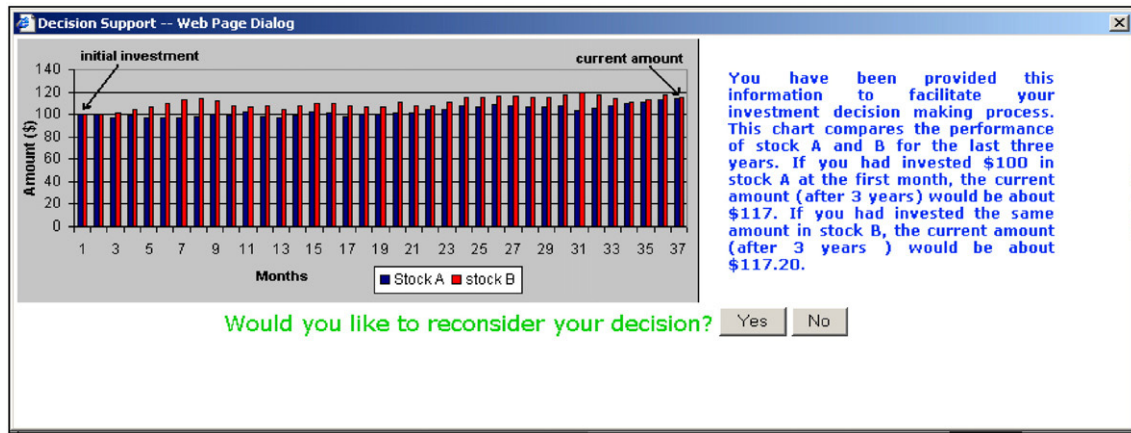 Decision Support -- Web Page Dialog
initial investment
current amount
140
120
100
80
60
40
20
0
Amount ($)
1 3 5 7 9 11 13 15 17 19 21 23 25 27 29 31 33 35 37
Months
Stock A stock B
You have been provided this
information to facilitate your
investment decision making process.
This chart compares the performance
of stock A and B for the last three
years. If you had invested $100 in
stock A at the first month, the current
amount (after 3 years) would be about
$117. If you had invested the same
amount in stock B, the current amount
(after 3 years ) would be about
$117.20.
Would you like to reconsider your decision? Yes No